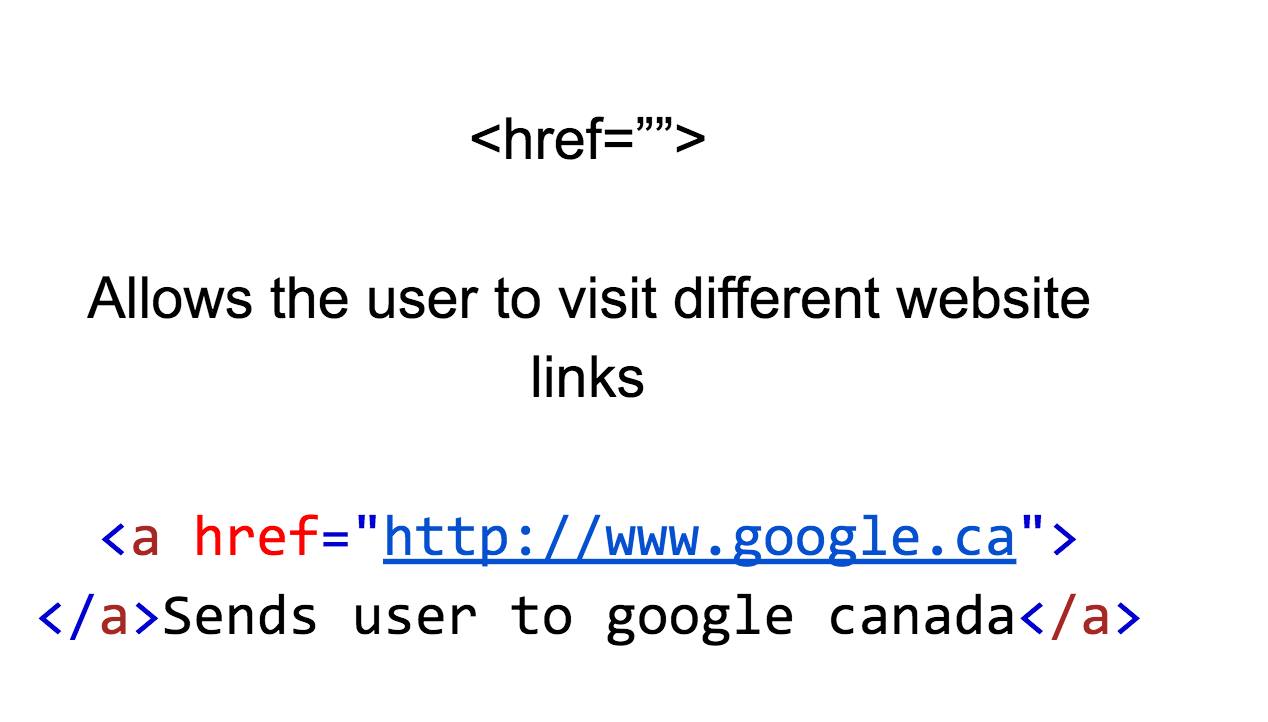 <href=””>
Allows the user to visit different website
links
<a href="http://www.google.ca">
</a>Sends user to google canada</a>